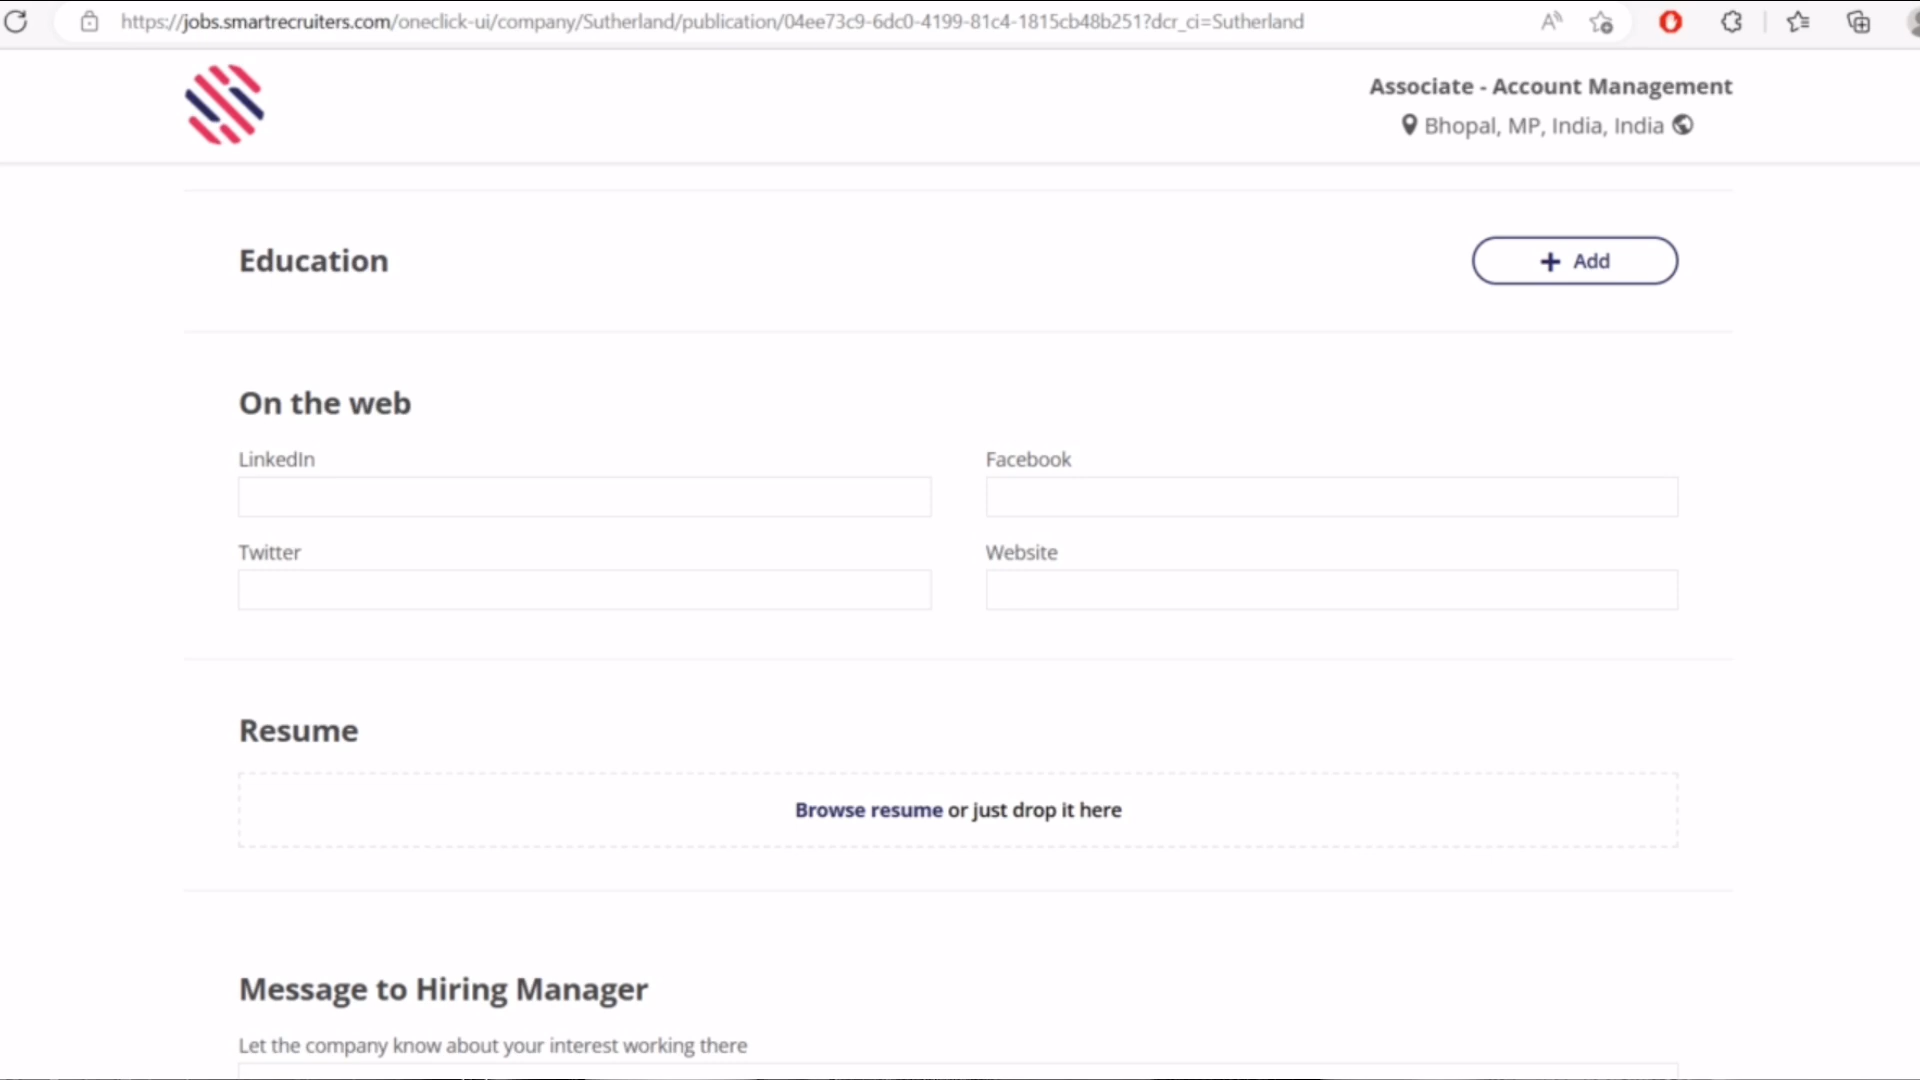 https://jobs.smartrecruiters.com/oneclick-ui/company/Sutherland/publication/04ee73c9-6dc0-4199-81c4-1815cb48b251?dcr_ci=Sutherland
Associate - Account Management
Bhopal, MP, India, India
Education
+ Add
On the web
LinkedIn
Facebook
Twitter
Website
Resume
Browse resume or just drop it here
Message to Hiring Manager
Let the company know about your interest working there